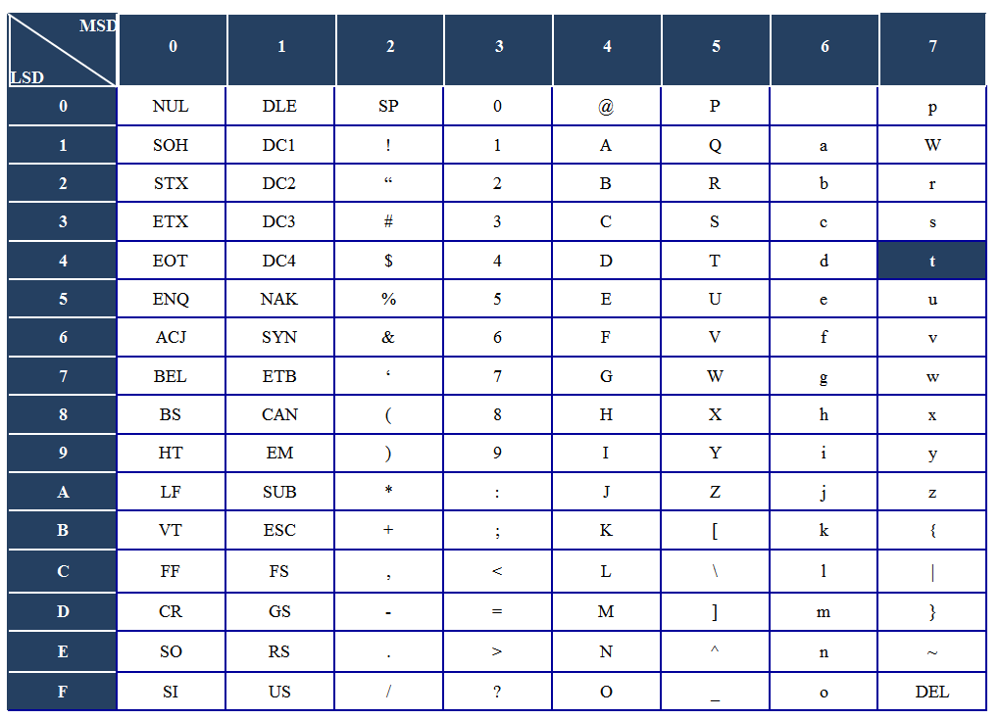 MSD
LSD 0 1 2 3 4 5 6 7
0 NUL DLE SP 0 @ P p
1 SOH DC1 ! 1 A Q a W
2 STX DC2 “ 2 B R b r
3 ETX DC3 # 3 C S c s
4 EOT DC4 $ 4 D T d t
5 ENQ NAK % 5 E U e u
6 ACJ SYN & 6 F V f v
7 BEL ETB ‘ 7 G W g w
8 BS CAN ( 8 H X h x
9 HT EM ) 9 I Y i y
A LF SUB * : J Z j z
B VT ESC + ; K [ k {
C FF FS , < L \ l |
D CR GS - = M ] m }
E SO RS . > N ^ n ~
F SI US / ? O _ o DEL